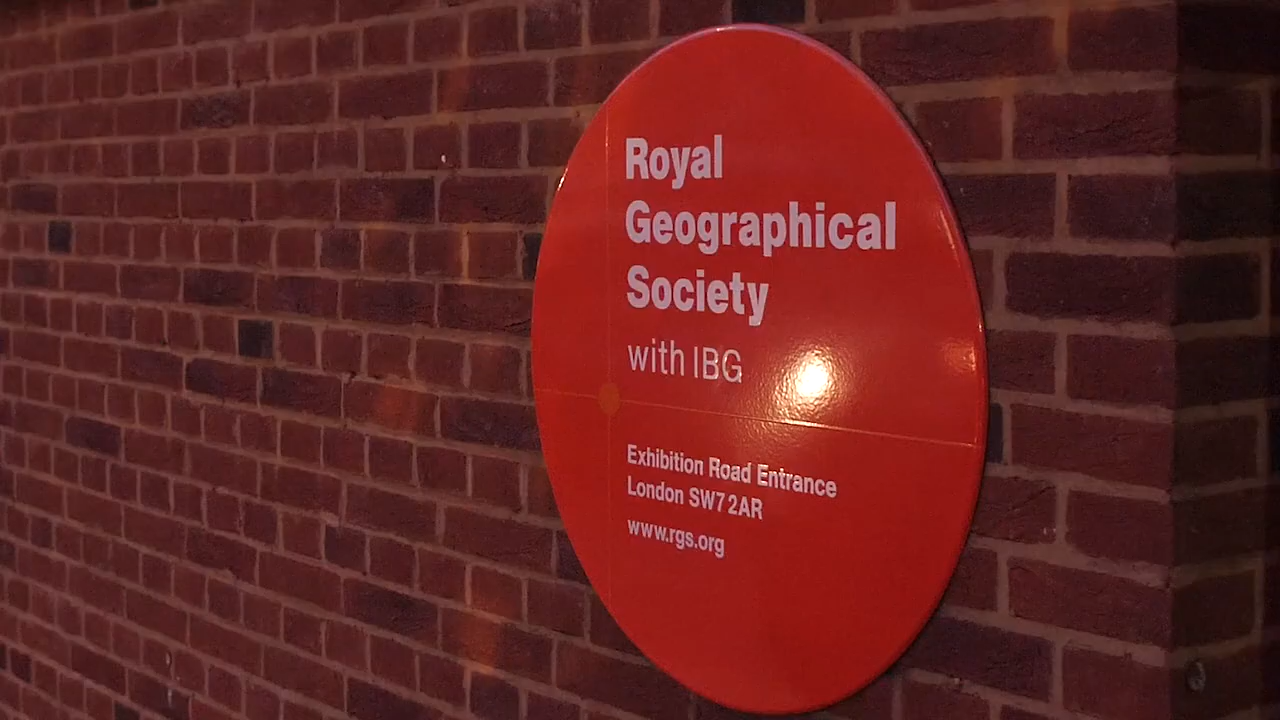 Royal
Geographical
Society
with IBG
Exhibition Road Entrance
London SW7 2AR
www.rgs.org